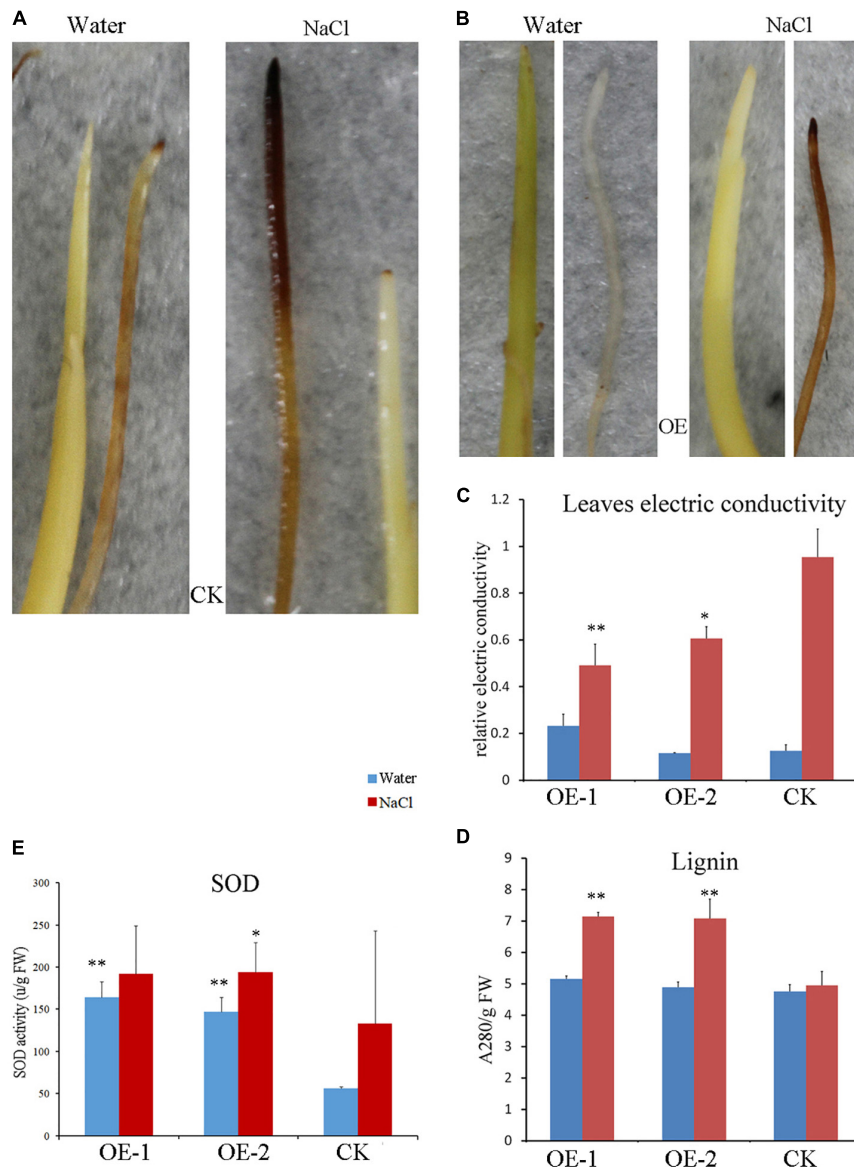 A
Water
NaCl
CK
B
Water
NaCl
OE
C
Leaves electric conductivity
relative electric conductivity
1.2
1
0.8
0.6
0.4
0.2
0
**
*
OE-1
OE-2
CK
Water
NaCl
D
Lignin
A280/g FW
9
8
7
6
5
4
3
2
1
0
**
**
OE-1
OE-2
CK
E
SOD
SOD activity (u/g FW)
300
250
200
150
100
50
0
**
**
*
OE-1
OE-2
CK